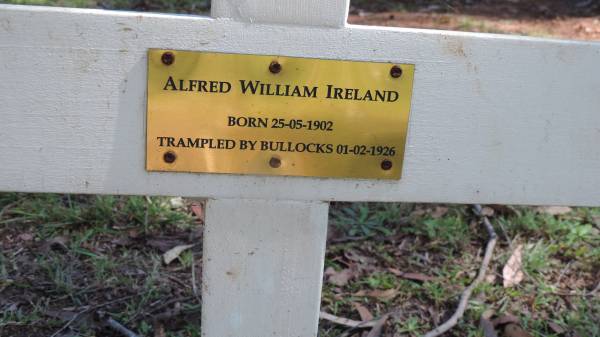 ALFRED WILLIAM IRELAND
BORN 25-05-1902
TRAMPLED BY BULLOCKS 01-02-1926